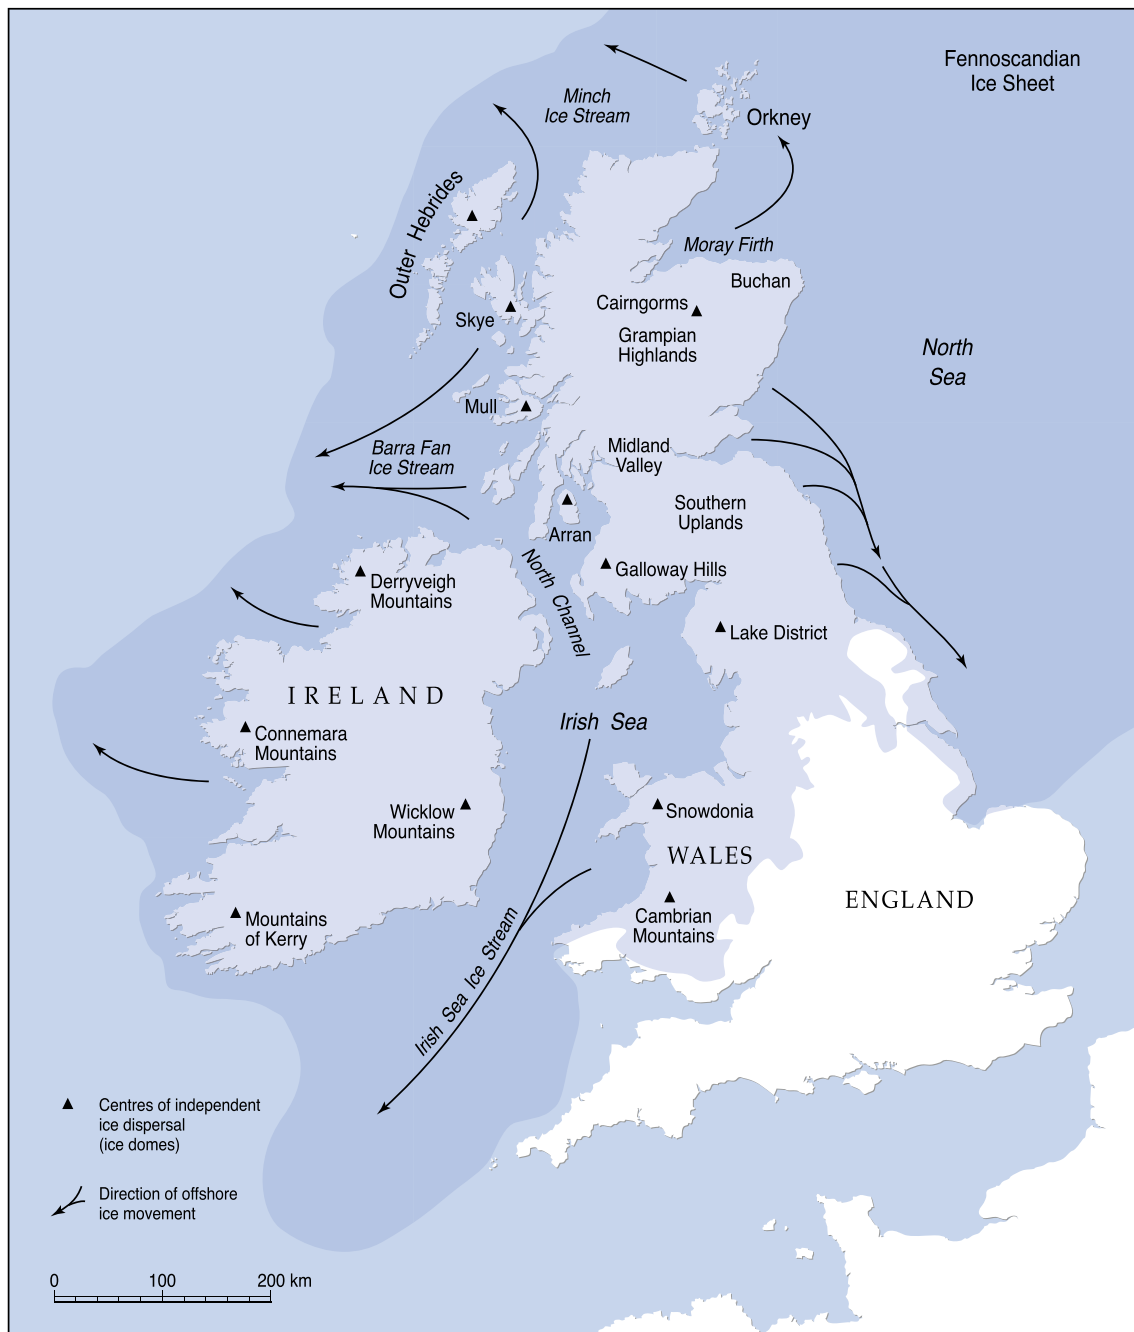 Fennoscandian
Ice Sheet
Minch
Ice Stream
Orkney
Outer Hebrides
Moray Firth
Buchan
Cairngorms
Skye
Grampian
Highlands
North
Sea
Mull
Barra Fan
Ice Stream
Midland
Valley
Southern
Uplands
Arran
North Channel
Galloway Hills
Derryveigh
Mountains
Lake District
IRELAND
Irish Sea
Connemara
Mountains
Wicklow
Mountains
Snowdonia
WALES
ENGLAND
Mountains
of Kerry
Cambrian
Mountains
Irish Sea Ice Stream
Centres of independent
ice dispersal
(ice domes)
Direction of offshore
ice movement
0 100 200 km